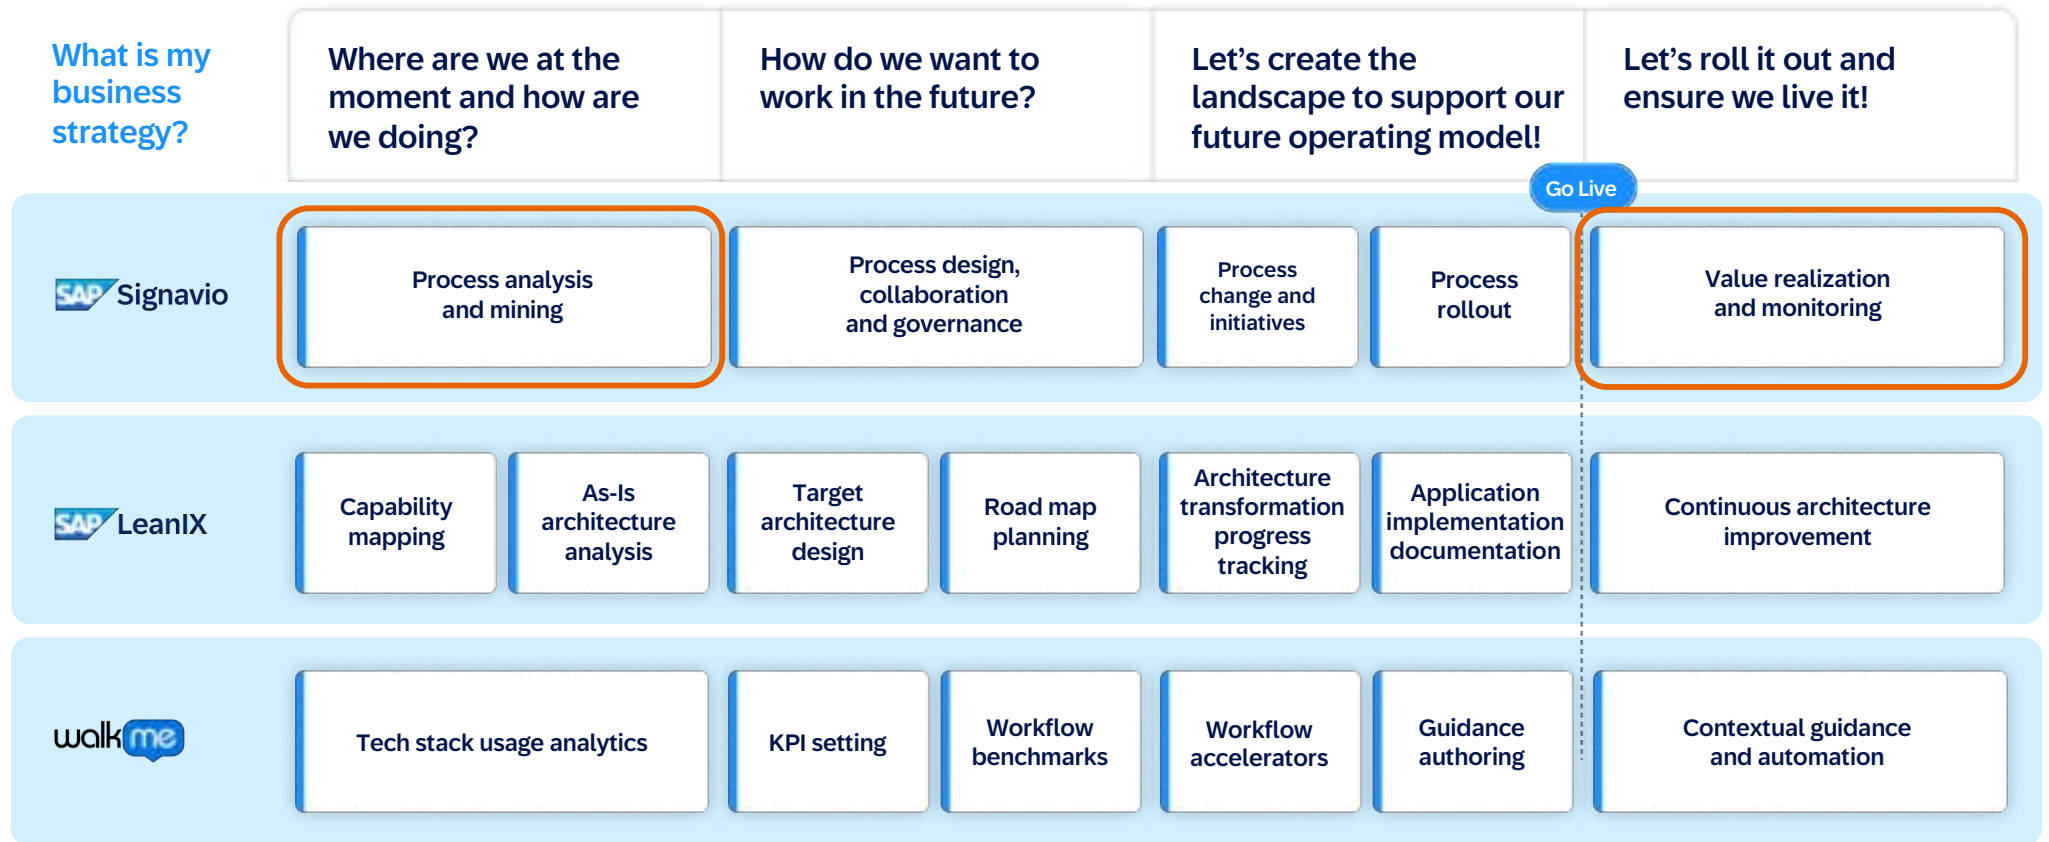 What is my
business
strategy?
Where are we at the
moment and how are
we doing?
How do we want to
work in the future?
Let's create the
landscape to support our
future operating model!
Let's roll it out and
ensure we live it!
Go Live
SAP Signavio
Process analysis
and mining
Process design,
collaboration
and governance
Process
change and
initiatives
Process
rollout
Value realization
and monitoring
SAP LeanIX
Capability
mapping
As-Is
architecture
analysis
Target
architecture
design
Road map
planning
Architecture
transformation
progress
tracking
Application
implementation
documentation
Continuous architecture
improvement
walkme
Tech stack usage analytics
KPI setting
Workflow
benchmarks
Workflow
accelerators
Guidance
authoring
Contextual guidance
and automation